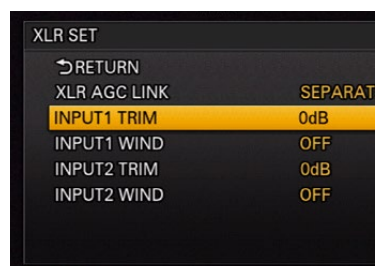 XLR SET
⮌RETURN
XLR AGC LINK SEPARAT
INPUT1 TRIM 0dB
INPUT1 WIND OFF
INPUT2 TRIM 0dB
INPUT2 WIND OFF